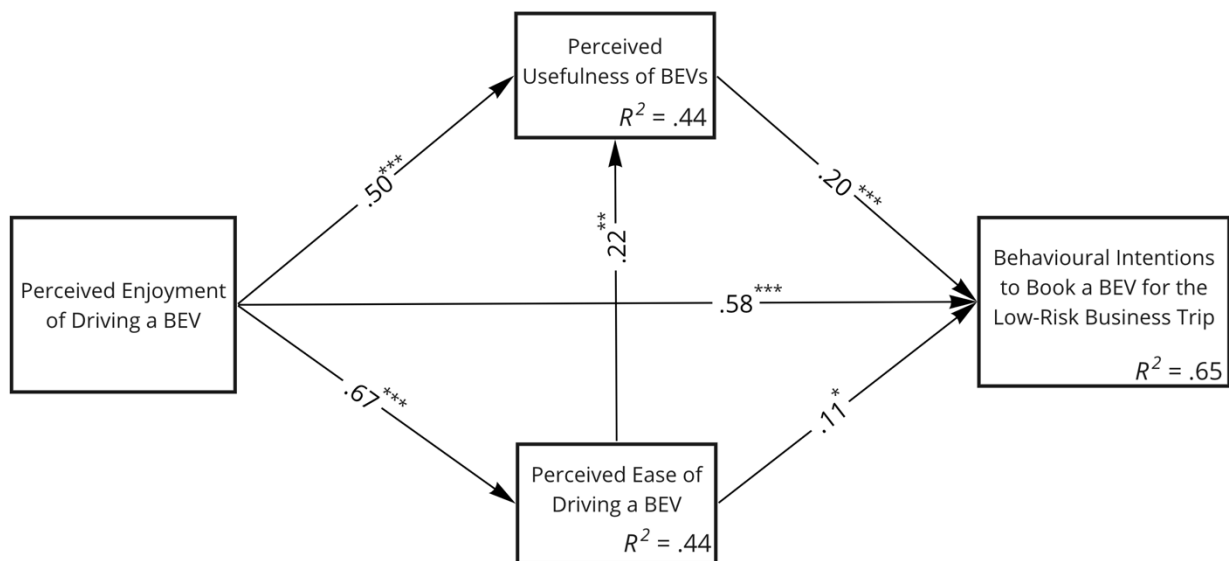 Perceived
Usefulness of BEVs
R² = .44
.50***
.20 ***
.22**
Perceived Enjoyment
of Driving a BEV
.58***
Behavioural Intentions
to Book a BEV for the
Low-Risk Business Trip
R² = .65
.67***
.11*
Perceived Ease of
Driving a BEV
R² = .44